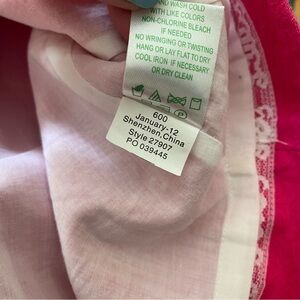 AND WASH COLD
WITH LIKE COLORS
NON-CHLORINE BLEACH
IF NEEDED
NO WRINGING OR TWISTING
HANG OR LAY FLAT TO DRY
COOL IRON IF NECESSARY
OR DRY CLEAN
600
January-12
Shenzhen,China
Style 27907
PO 039445